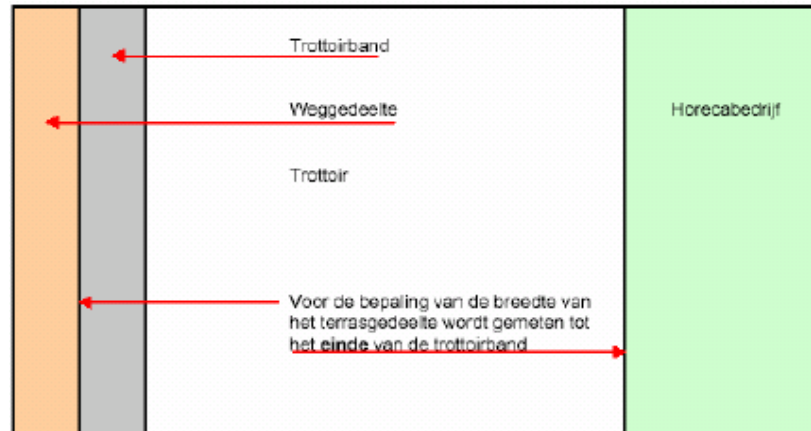 Trottoirband
Weggedeelte
Horecabedrijf
Trottoir
Voor de bepaling van de breedte van
het terrasgedeelte wordt gemeten tot
het einde van de trottoirband